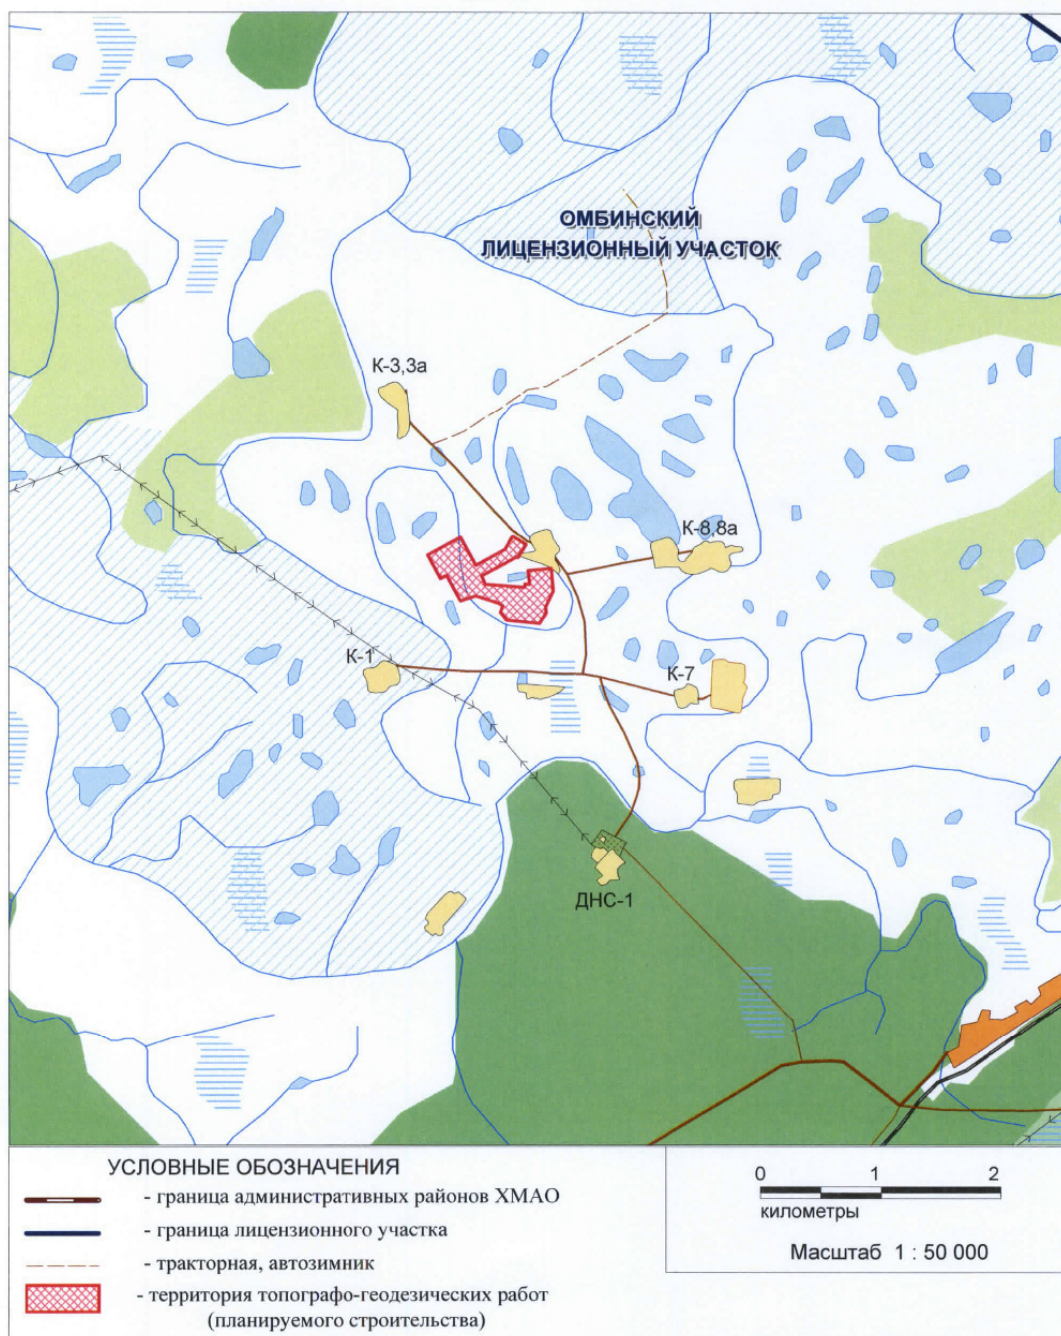 ОМБИНСКИЙ
ЛИЦЕНЗИОННЫЙ УЧАСТОК
К-3,3а
К-8,8а
К-1
К-7
ДНС-1
УСЛОВНЫЕ ОБОЗНАЧЕНИЯ
- граница административных районов ХМАО
- граница лицензионного участка
- тракторная, автозимник
- территория топографо-геодезических работ
(планируемого строительства)
0 1 2
километры
Масштаб 1 : 50 000